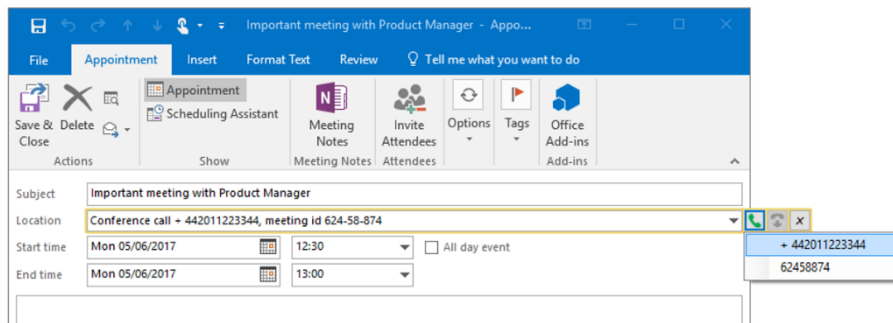 Important meeting with Product Manager - Appo...
File Appointment Insert Format Text Review Tell me what you want to do
Appointment
Scheduling Assistant
Save & Close
Delete
Meeting Notes
Invite Attendees
Options
Tags
Office Add-ins
Actions Show Meeting Notes Attendees Add-ins
Subject Important meeting with Product Manager
Location Conference call + 442011223344, meeting id 624-58-874 x
Start time Mon 05/06/2017 12:30 All day event
+ 442011223344
End time Mon 05/06/2017 13:00
62458874